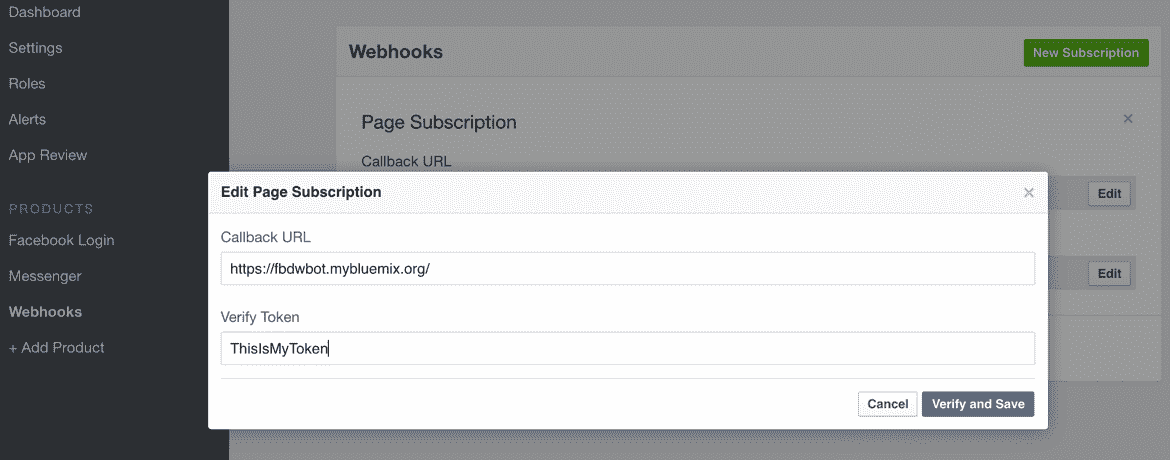 Dashboard
Settings
Roles
Alerts
App Review
PRODUCTS
Facebook Login
Messenger
Webhooks
+ Add Product
Webhooks
New Subscription
Page Subscription
×
Callback URL
Edit
Edit
Edit Page Subscription
×
Callback URL
https://fbdwbot.mybluemix.org/
Verify Token
ThisIsMyToken
Cancel
Verify and Save